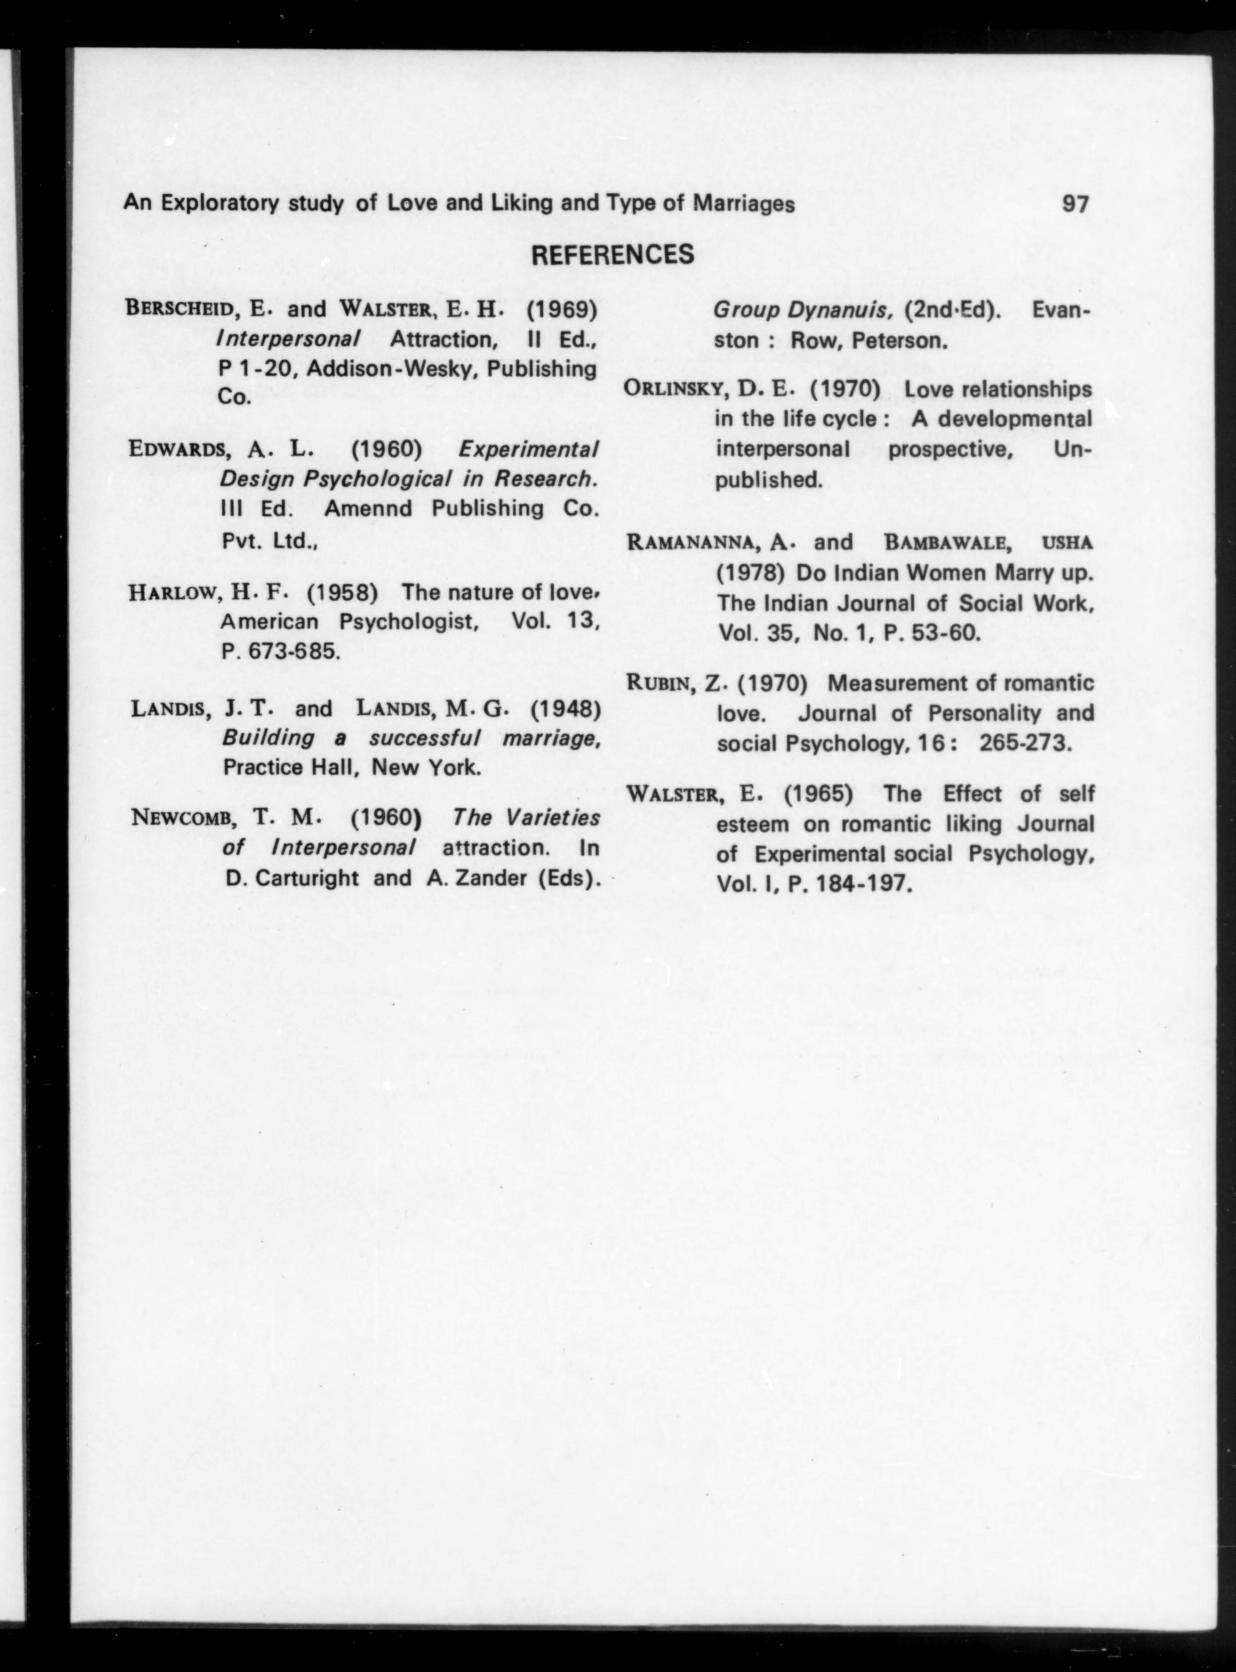 An Exploratory study of Love and Liking and Type of Marriages 97
REFERENCES
BERSCHEID, E. and WALSTER, E. H. (1969)
Interpersonal Attraction, II Ed.,
P 1-20, Addison-Wesky, Publishing
Co.
EDWARDS, A. L. (1960) Experimental
Design Psychological in Research.
III Ed. Amennd Publishing Co.
Pvt. Ltd.,
HARLOW, H. F. (1958) The nature of love,
American Psychologist, Vol. 13,
P. 673-685.
LANDIS, J. T. and LANDIS, M. G. (1948)
Building a successful marriage,
Practice Hall, New York.
NEWCOMB, T. M. (1960) The Varieties
of Interpersonal attraction. In
D. Carturight and A. Zander (Eds).
Group Dynanuis, (2nd·Ed). Evan-
ston : Row, Peterson.
ORLINSKY, D. E. (1970) Love relationships
in the life cycle : A developmental
interpersonal prospective, Un-
published.
RAMANANNA, A. and BAMBAWALE, USHA
(1978) Do Indian Women Marry up.
The Indian Journal of Social Work,
Vol. 35, No. 1, P. 53-60.
RUBIN, Z. (1970) Measurement of romantic
love. Journal of Personality and
social Psychology, 16 : 265-273.
WALSTER, E. (1965) The Effect of self
esteem on romantic liking Journal
of Experimental social Psychology,
Vol. I, P. 184-197.